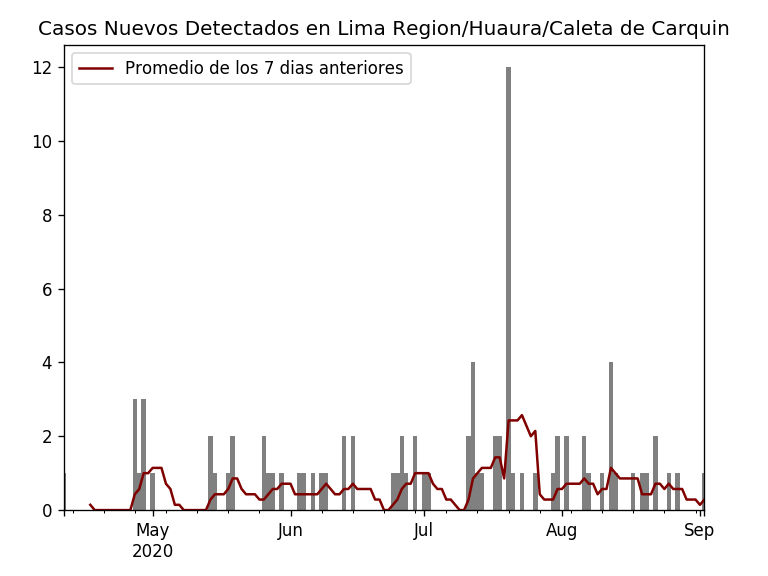 Casos Nuevos Detectados en Lima Region/Huaura/Caleta de Carquin
Promedio de los 7 dias anteriores
12
10
8
6
4
2
0
May Jun Jul Aug Sep
2020